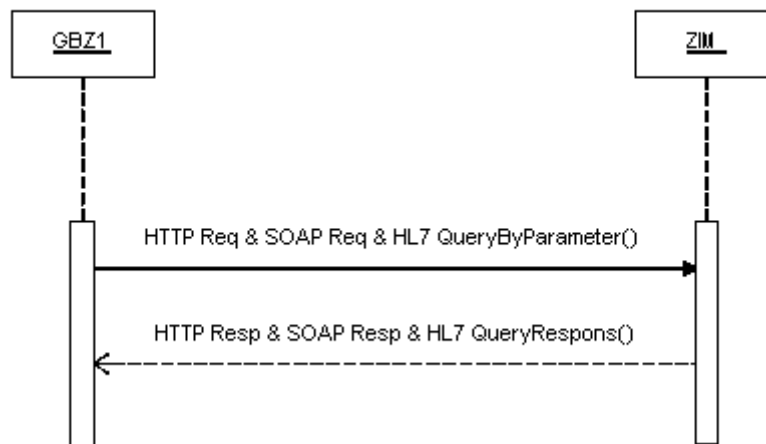 GBZ1
ZIM
HTTP Req & SOAP Req & HL7 QueryByParameter()
HTTP Resp & SOAP Resp & HL7 QueryRespons()